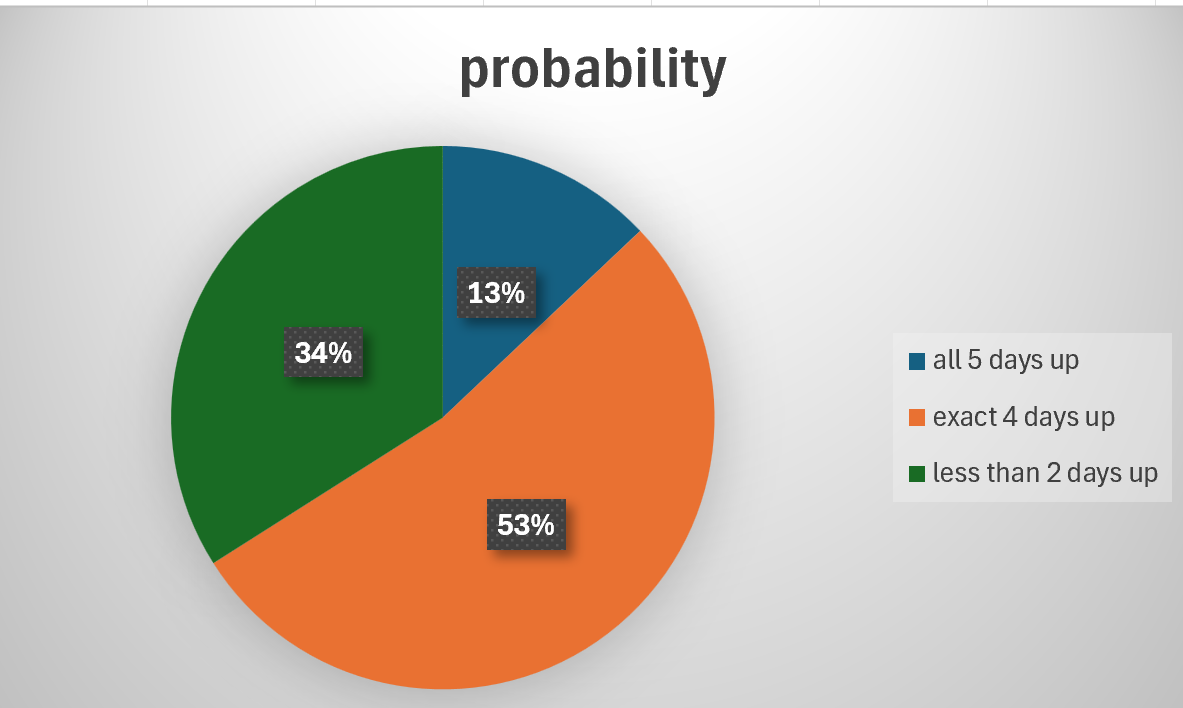 probability
13%
34%
53%
all 5 days up
exact 4 days up
less than 2 days up